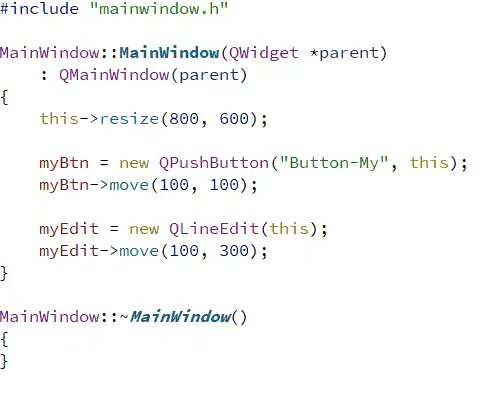 #include "mainwindow.h"

MainWindow::MainWindow(QWidget *parent)
    : QMainWindow(parent)
{
    this->resize(800, 600);

    myBtn = new QPushButton("Button-My", this);
    myBtn->move(100, 100);

    myEdit = new QLineEdit(this);
    myEdit->move(100, 300);
}

MainWindow::~MainWindow()
{
}